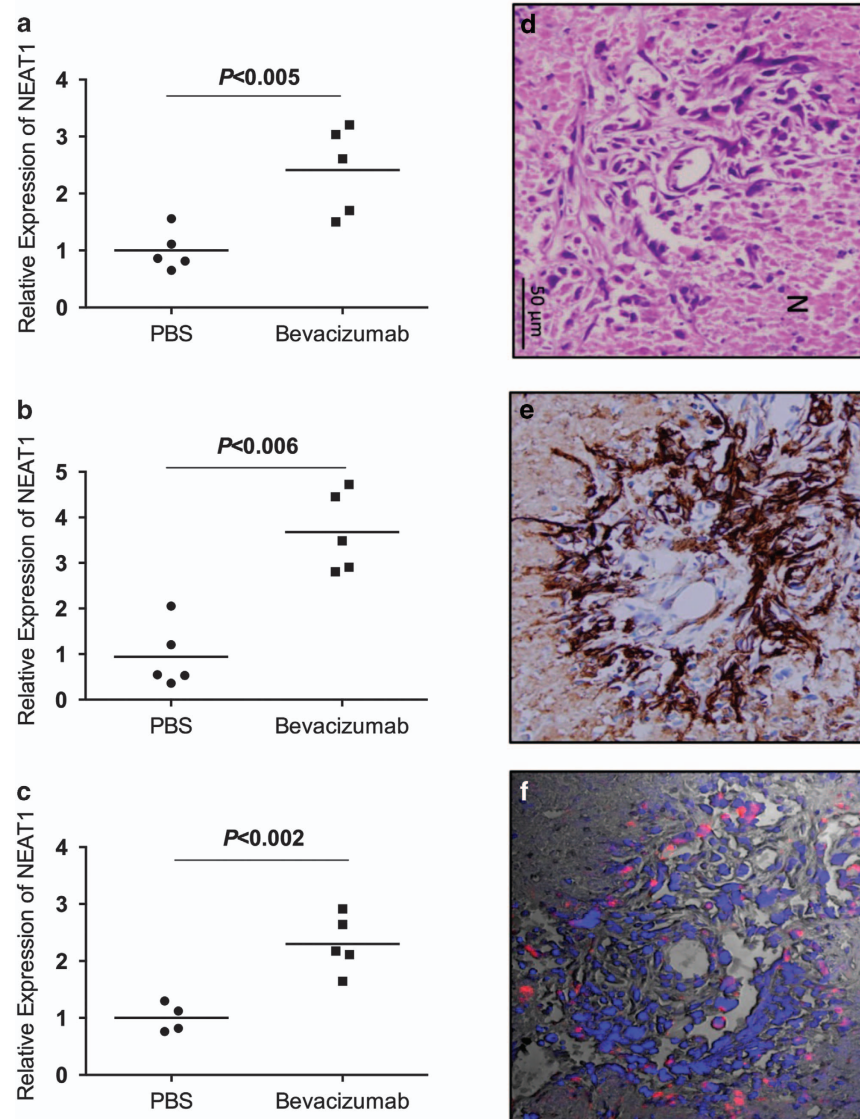 a
Relative Expression of NEAT1
4
3
2
1
0
P<0.005
PBS
Bevacizumab
b
Relative Expression of NEAT1
5
4
3
2
1
0
P<0.006
PBS
Bevacizumab
c
Relative Expression of NEAT1
4
3
2
1
0
P<0.002
PBS
Bevacizumab
d
50 µm
N
e
f